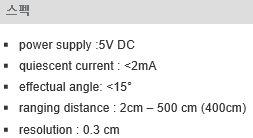 스펙
▪ power supply :5V DC
▪ quiescent current : <2mA
▪ effectual angle: <15°
▪ ranging distance : 2cm – 500 cm (400cm)
▪ resolution : 0.3 cm